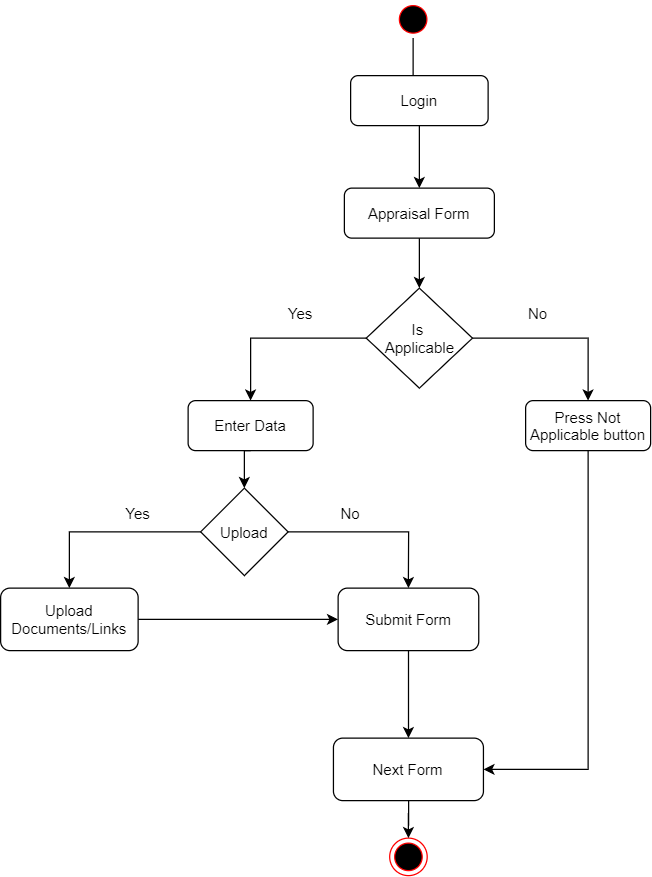 Login
Appraisal Form
Yes
No
Is
Applicable
Enter Data
Press Not
Applicable button
Yes
No
Upload
Upload
Documents/Links
Submit Form
Next Form